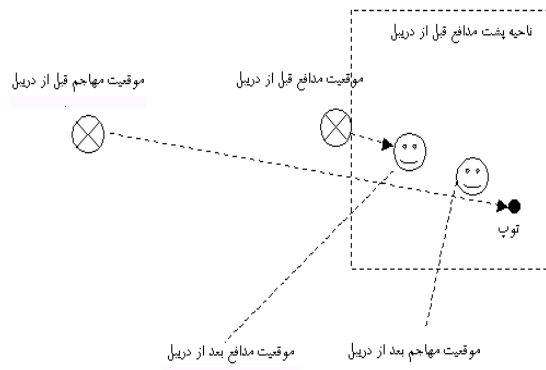 ناحیه پشت مدافع قبل از دریبل
موقعیت مدافع قبل از دریبل
موقعیت مهاجم قبل از دریبل
توپ
موقعیت مهاجم بعد از دریبل
موقعیت مدافع بعد از دریبل